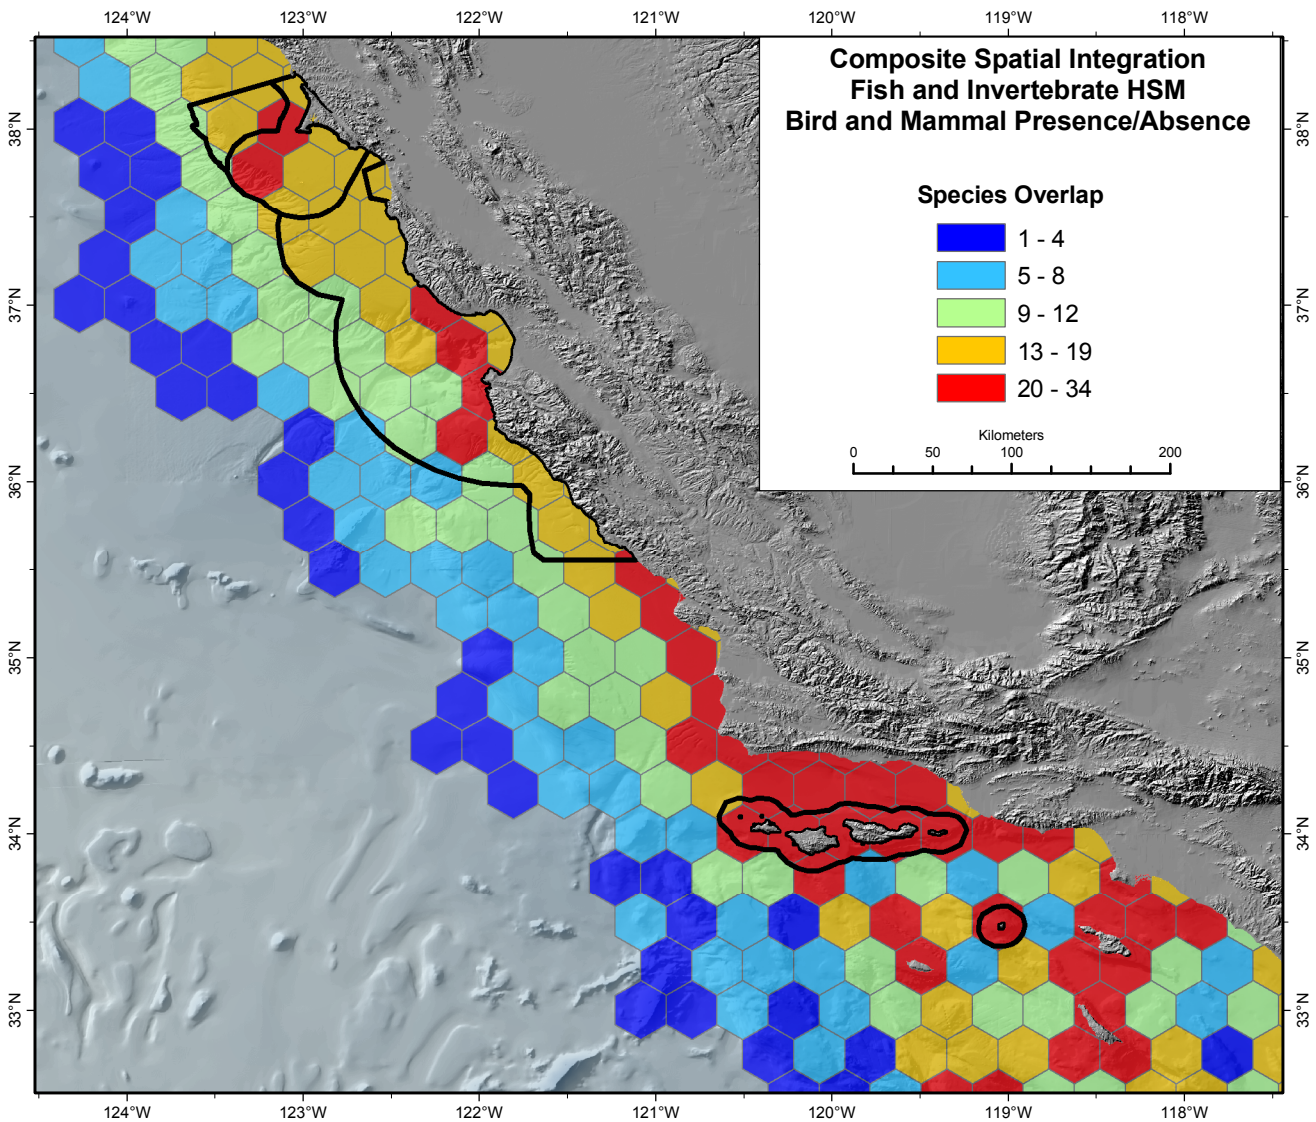 124°W 123°W 122°W 121°W 120°W 119°W 118°W
Composite Spatial Integration
Fish and Invertebrate HSM
Bird and Mammal Presence/Absence
Species Overlap
1 - 4
5 - 8
9 - 12
13 - 19
20 - 34
Kilometers
0 50 100 200
38°N 38°N
37°N 37°N
36°N 36°N
35°N 35°N
34°N 34°N
33°N 33°N
124°W 123°W 122°W 121°W 120°W 119°W 118°W